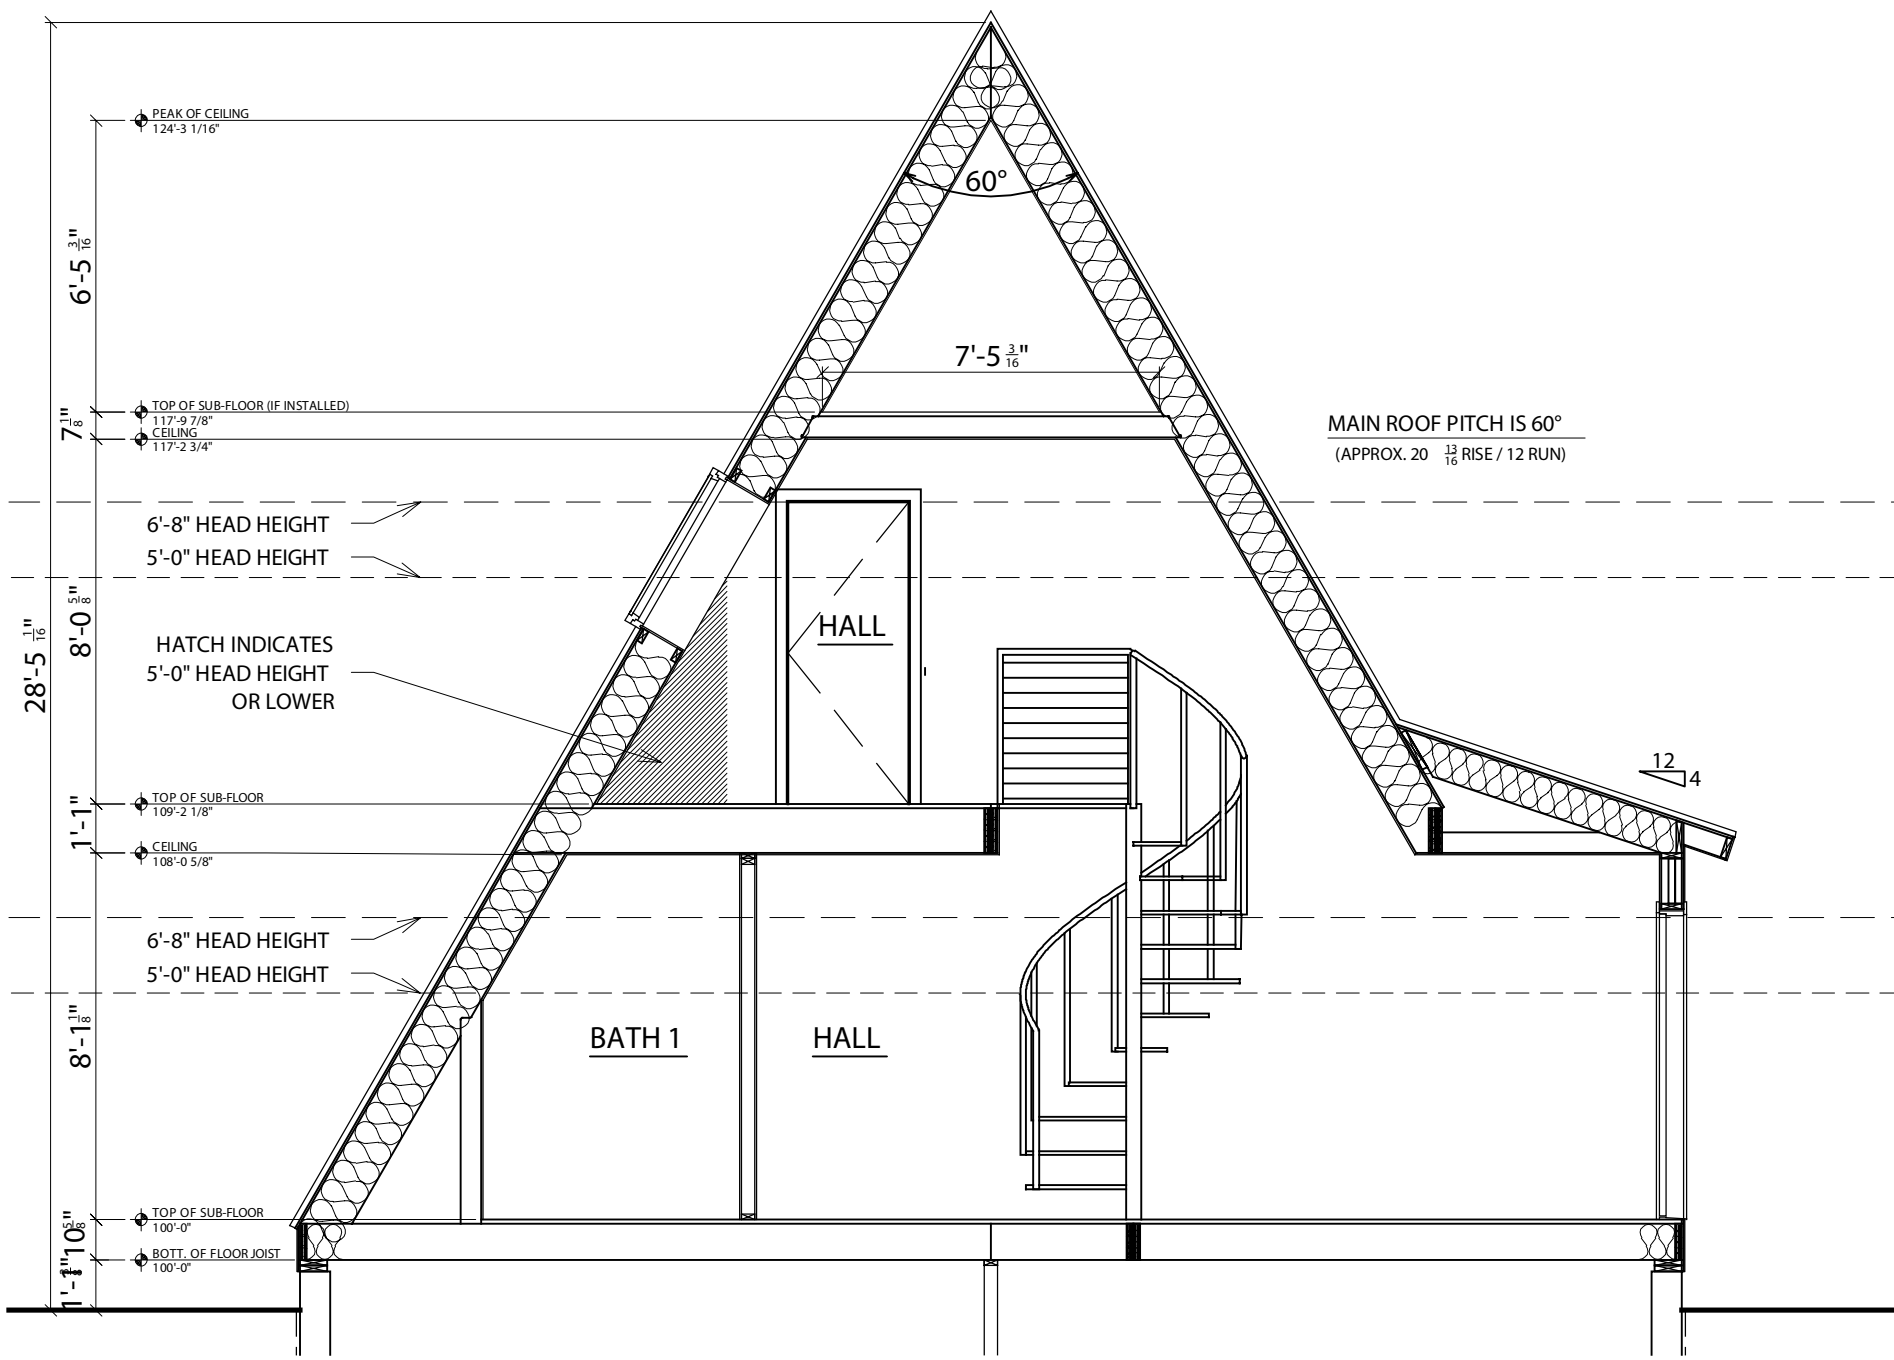 PEAK OF CEILING
124'-3 1/16"
60°
6'-5 3/16"
7'-5 3/16"
TOP OF SUB-FLOOR (IF INSTALLED)
117'-9 7/8"
7 1/8"
CEILING
117'-2 3/4"
MAIN ROOF PITCH IS 60°
(APPROX. 20 13/16 RISE / 12 RUN)
6'-8" HEAD HEIGHT
5'-0" HEAD HEIGHT
8'-0 5/8"
28'-5 1/16"
HALL
HATCH INDICATES
5'-0" HEAD HEIGHT
OR LOWER
12
4
TOP OF SUB-FLOOR
109'-2 1/8"
1'-1"
CEILING
108'-0 5/8"
6'-8" HEAD HEIGHT
5'-0" HEAD HEIGHT
8'-1 1/8"
BATH 1
HALL
TOP OF SUB-FLOOR
100'-0"
10 5/8"
BOTT. OF FLOOR JOIST
100'-0"